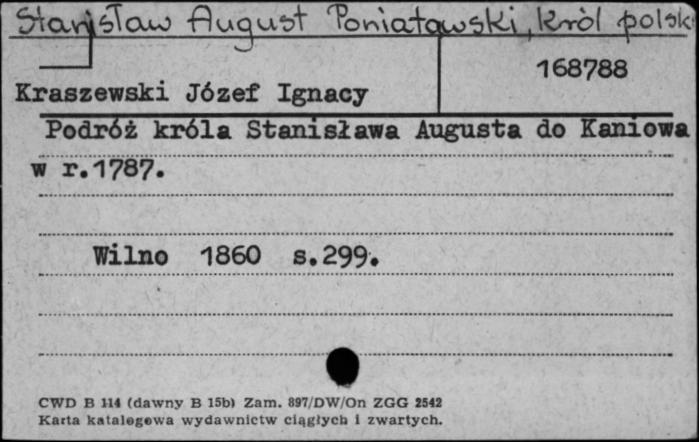 Stanisław August Poniatowski, król polski
168788
Kraszewski Józef Ignacy
Podróż króla Stanisława Augusta do Kaniowa
w r.1787.
Wilno 1860 s.299.
CWD B 114 (dawny B 15b) Zam. 897/DW/On ZGG 2542
Karta katalogowa wydawnictw ciągłych i zwartych.